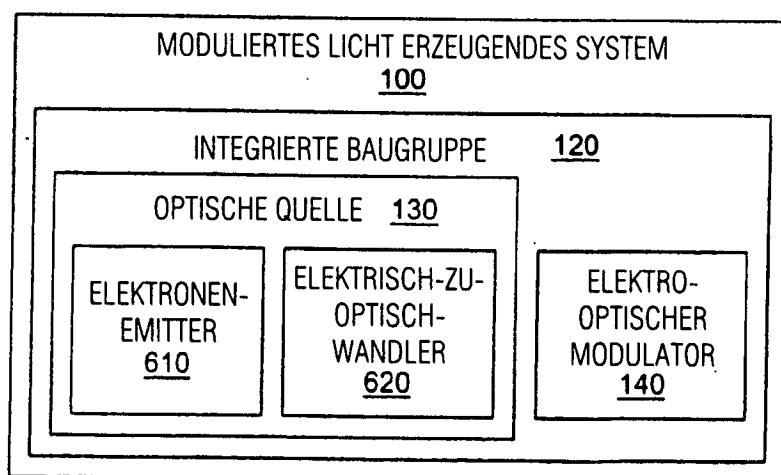 MODULIERTES LICHT ERZEUGENDES SYSTEM
100
INTEGRIERTE BAUGRUPPE 120
OPTISCHE QUELLE 130
ELEKTRONEN-
EMITTER
610
ELEKTRISCH-ZU-
OPTISCH-
WANDLER
620
ELEKTRO-
OPTISCHER
MODULATOR
140